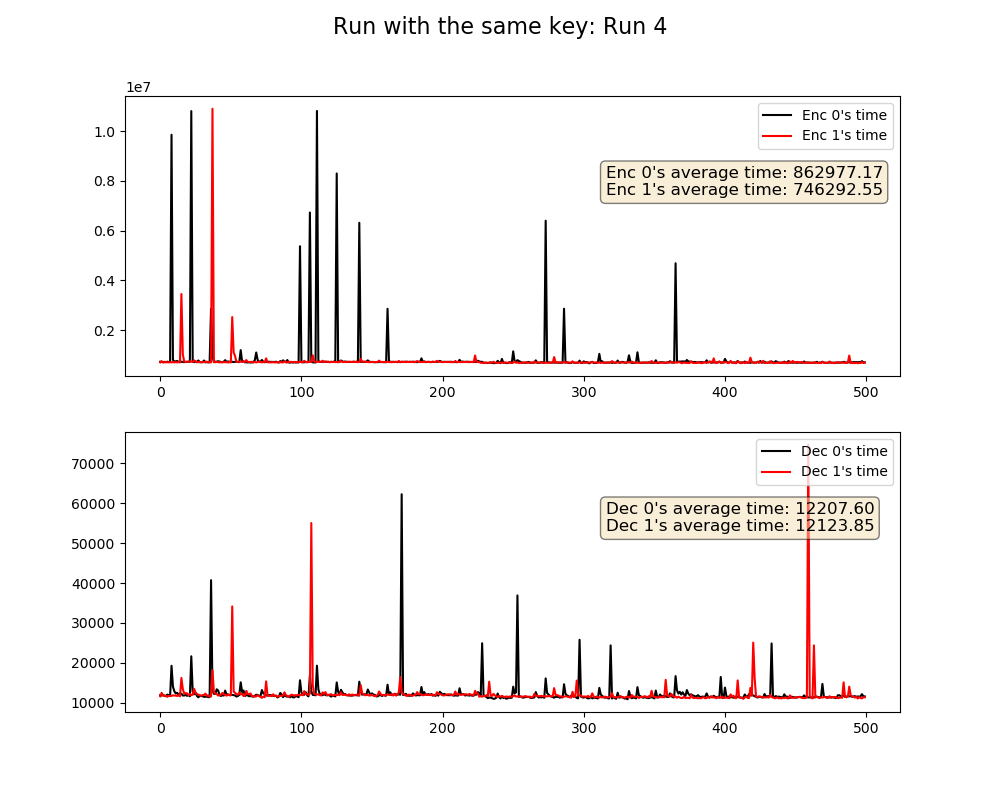 Run with the same key: Run 4
1e7
Enc 0's time
Enc 1's time
Enc 0's average time: 862977.17
Enc 1's average time: 746292.55
1.0
0.8
0.6
0.4
0.2
0 100 200 300 400 500
Dec 0's time
Dec 1's time
Dec 0's average time: 12207.60
Dec 1's average time: 12123.85
70000
60000
50000
40000
30000
20000
10000
0 100 200 300 400 500